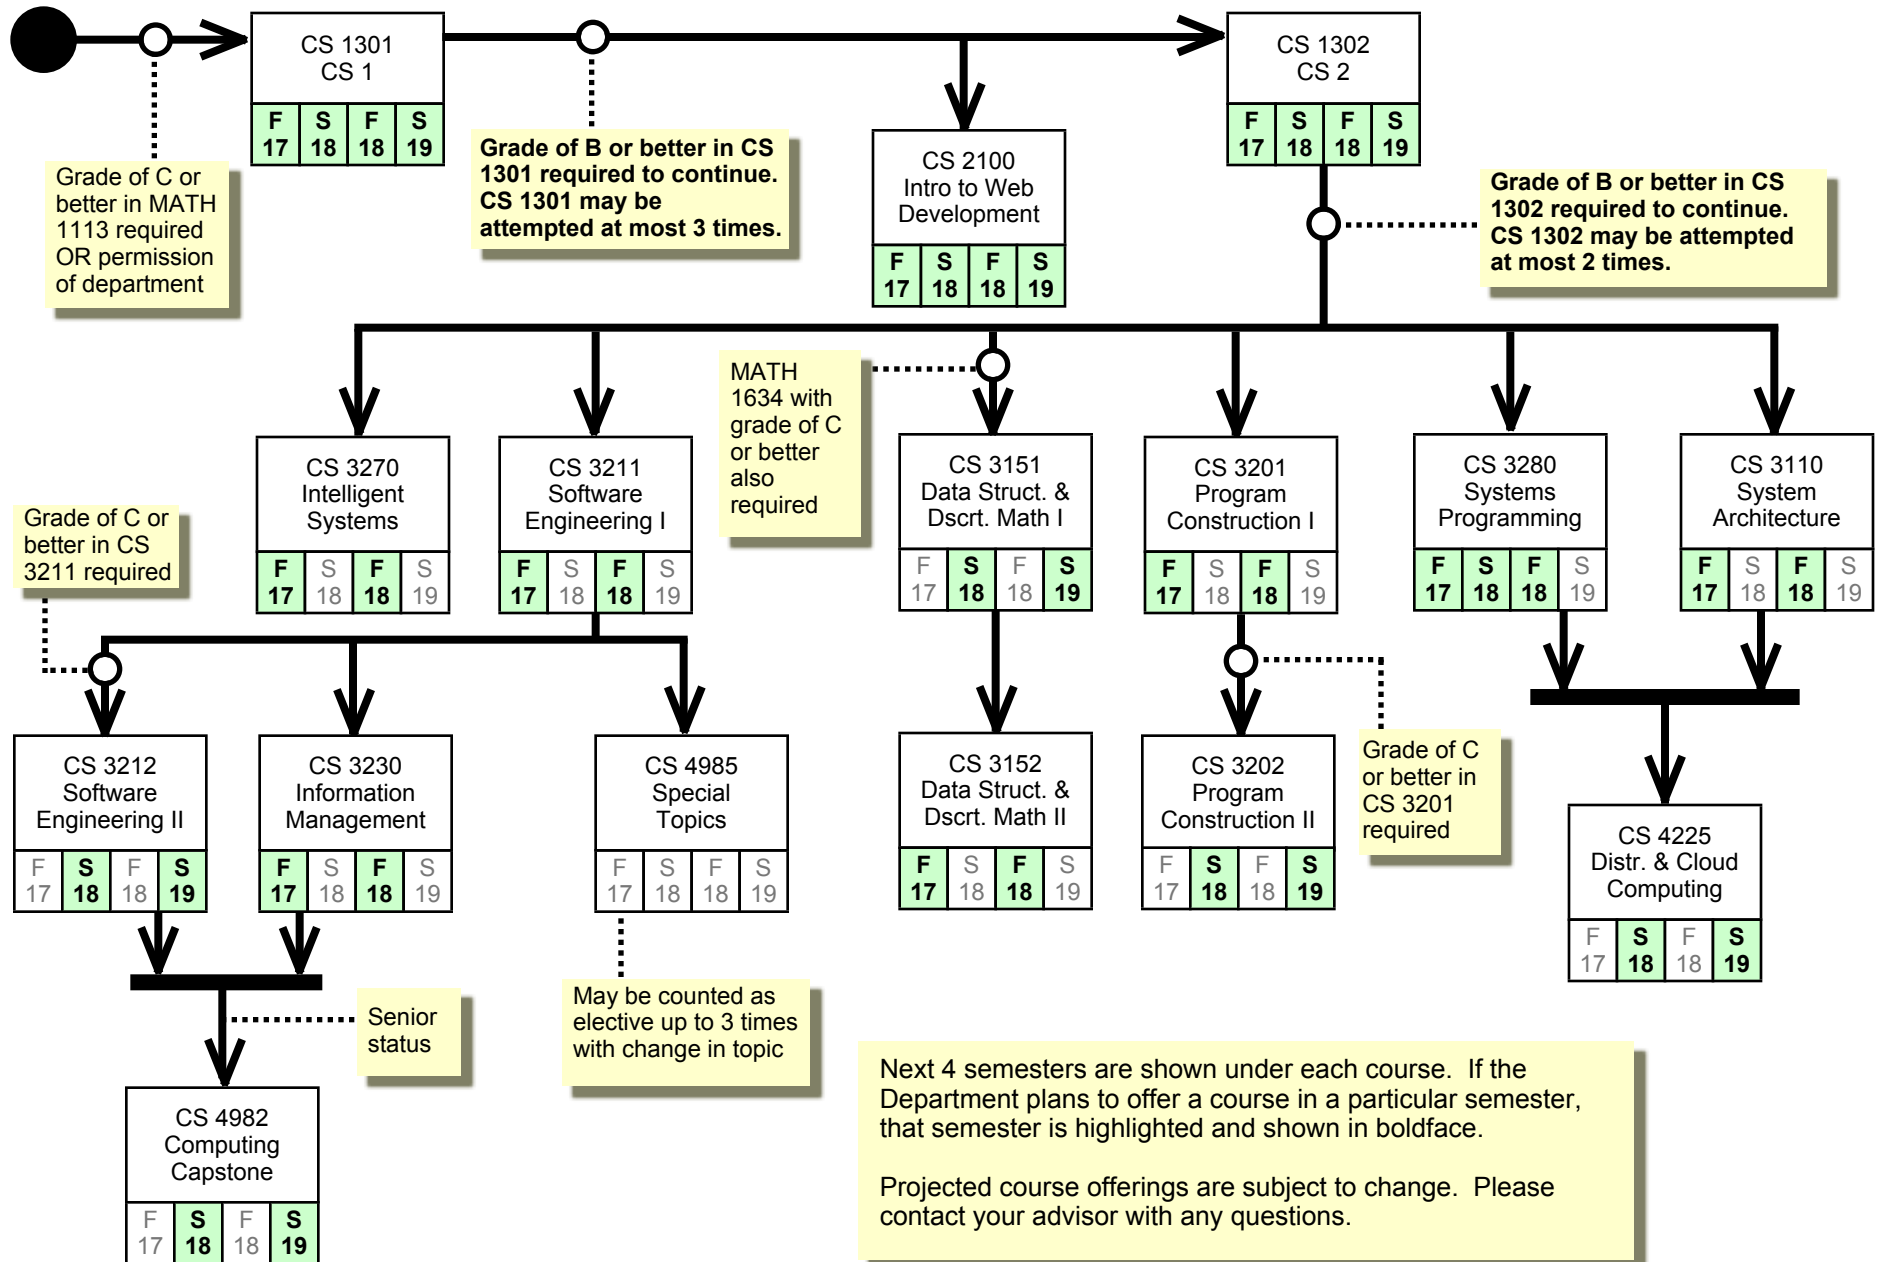 CS 1301
CS 1
F S F S
17 18 18 19
CS 1302
CS 2
F S F S
17 18 18 19
Grade of C or
better in MATH
1113 required
OR permission
of department
Grade of B or better in CS
1301 required to continue.
CS 1301 may be
attempted at most 3 times.
CS 2100
Intro to Web
Development
F S F S
17 18 18 19
Grade of B or better in CS
1302 required to continue.
CS 1302 may be attempted
at most 2 times.
MATH
1634 with
grade of C
or better
also
required
CS 3270
Intelligent
Systems
F S F S
17 18 18 19
CS 3211
Software
Engineering I
F S F S
17 18 18 19
CS 3151
Data Struct. &
Dscrt. Math I
F S F S
17 18 18 19
CS 3201
Program
Construction I
F S F S
17 18 18 19
CS 3280
Systems
Programming
F S F S
17 18 18 19
CS 3110
System
Architecture
F S F S
17 18 18 19
Grade of C or
better in CS
3211 required
CS 3212
Software
Engineering II
F S F S
17 18 18 19
CS 3230
Information
Management
F S F S
17 18 18 19
CS 4985
Special
Topics
F S F S
17 18 18 19
CS 3152
Data Struct. &
Dscrt. Math II
F S F S
17 18 18 19
CS 3202
Program
Construction II
F S F S
17 18 18 19
Grade of C
or better in
CS 3201
required
CS 4225
Distr. & Cloud
Computing
F S F S
17 18 18 19
Senior
status
May be counted as
elective up to 3 times
with change in topic
CS 4982
Computing
Capstone
F S F S
17 18 18 19
Next 4 semesters are shown under each course. If the
Department plans to offer a course in a particular semester,
that semester is highlighted and shown in boldface.
Projected course offerings are subject to change. Please
contact your advisor with any questions.